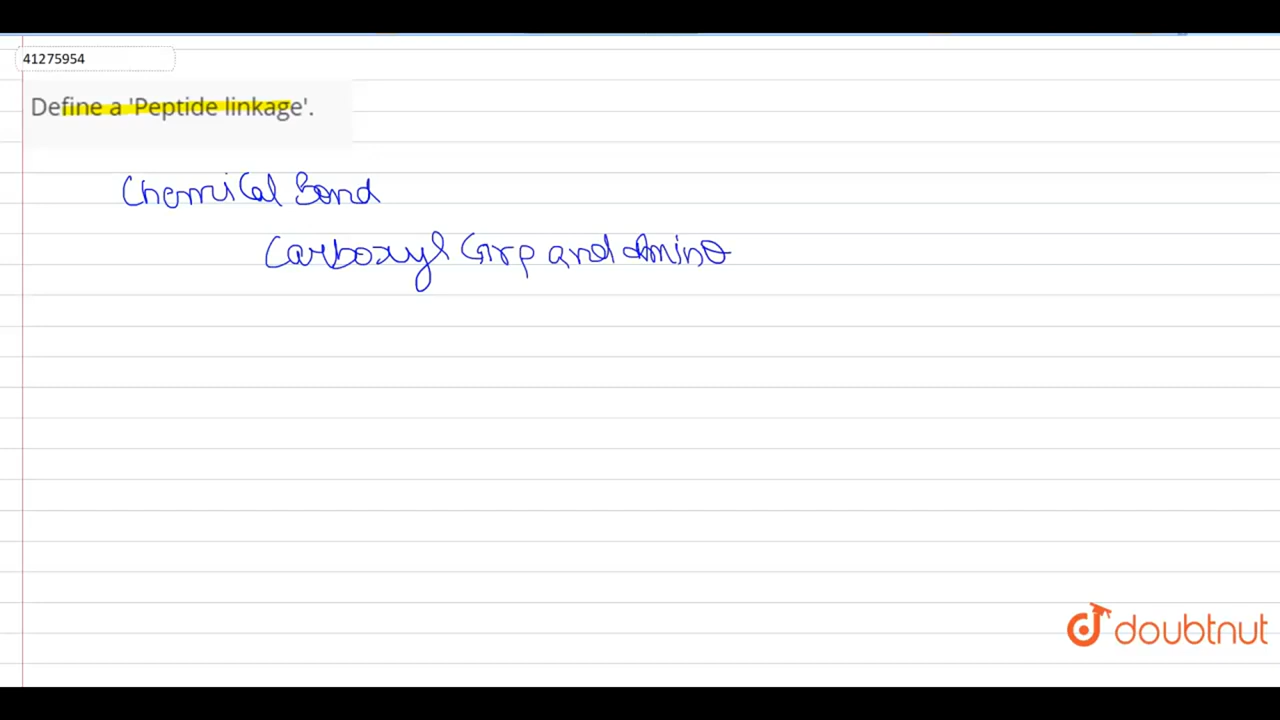 41275954
Define a 'Peptide linkage'.
Chemical Bond
Carboxyl Grp and Amino
doubtnut